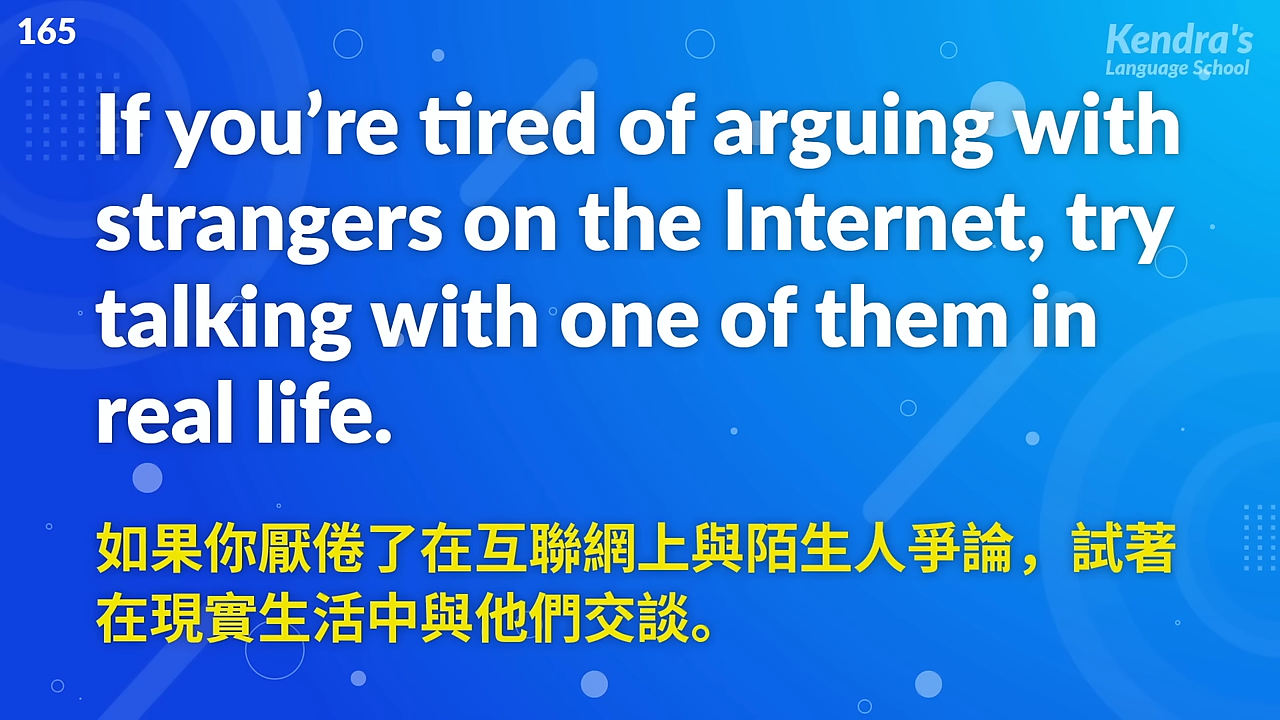 165
Kendra's
Language School
If you’re tired of arguing with
strangers on the Internet, try
talking with one of them in
real life.
如果你厭倦了在互聯網上與陌生人爭論，試著
在現實生活中與他們交談。